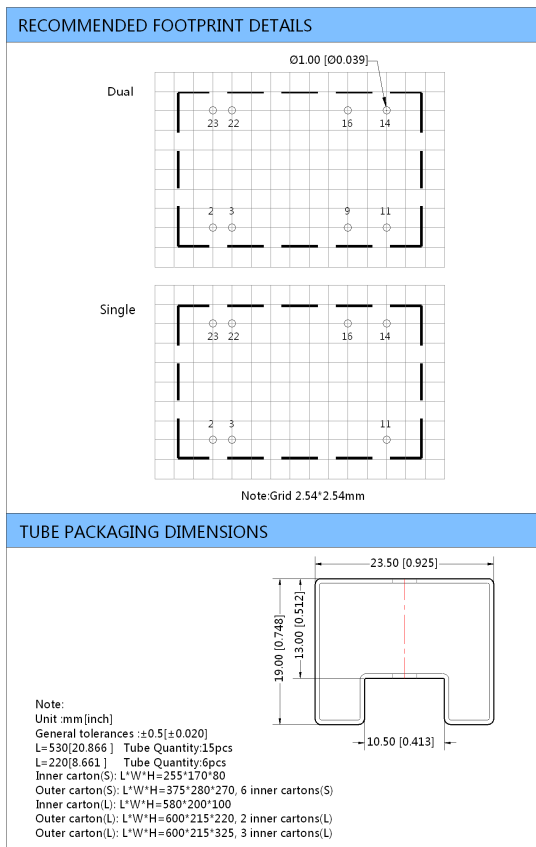 RECOMMENDED FOOTPRINT DETAILS
Ø1.00 [Ø0.039]
Dual
23 22 16 14
2 3 9 11
Single
23 22 16 14
2 3 11
Note:Grid 2.54*2.54mm
TUBE PACKAGING DIMENSIONS
23.50 [0.925]
19.00 [0.748]
13.00 [0.512]
10.50 [0.413]
Note:
Unit :mm[inch]
General tolerances :±0.5[±0.020]
L=530[20.866 ] Tube Quantity:15pcs
L=220[8.661 ] Tube Quantity:6pcs
Inner carton(S): L*W*H=255*170*80
Outer carton(S): L*W*H=375*280*270, 6 inner cartons(S)
Inner carton(L): L*W*H=580*200*100
Outer carton(L): L*W*H=600*215*220, 2 inner cartons(L)
Outer carton(L): L*W*H=600*215*325, 3 inner cartons(L)